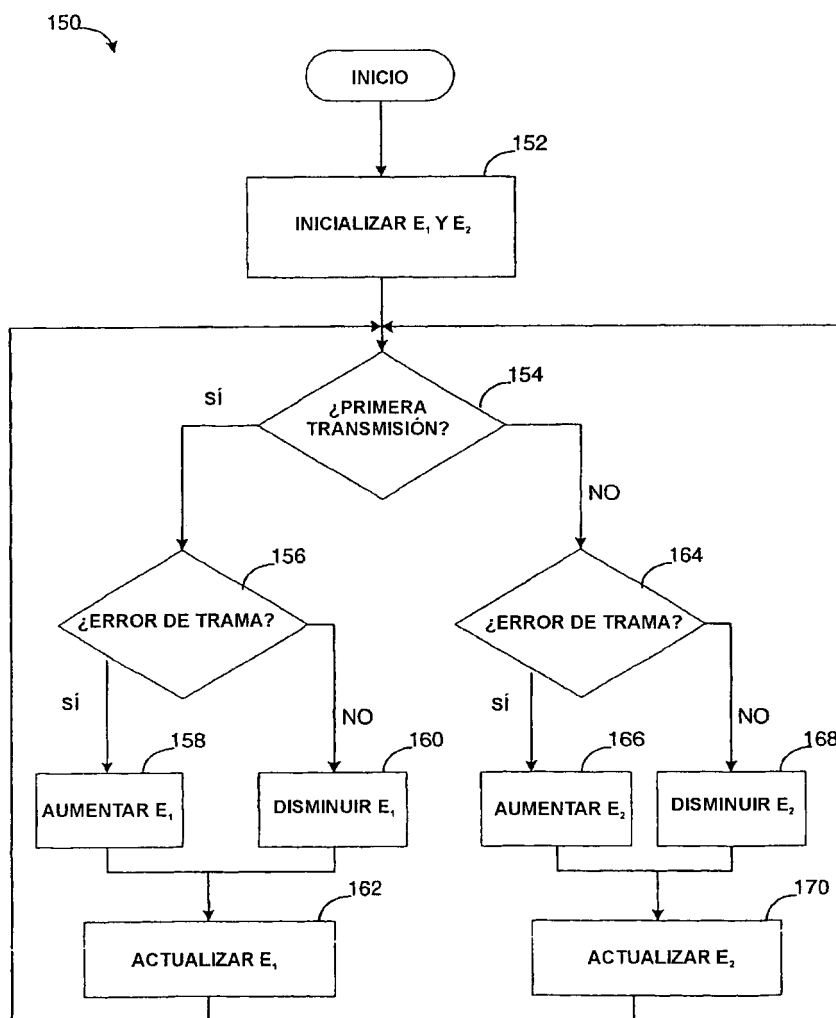 150
INICIO
152
INICIALIZAR E₁ Y E₂
154
SÍ
¿PRIMERA
TRANSMISIÓN?
NO
156
164
¿ERROR DE TRAMA?
¿ERROR DE TRAMA?
SÍ
NO
SÍ
NO
158
160
166
168
AUMENTAR E₁
DISMINUIR E₁
AUMENTAR E₂
DISMINUIR E₂
162
170
ACTUALIZAR E₁
ACTUALIZAR E₂